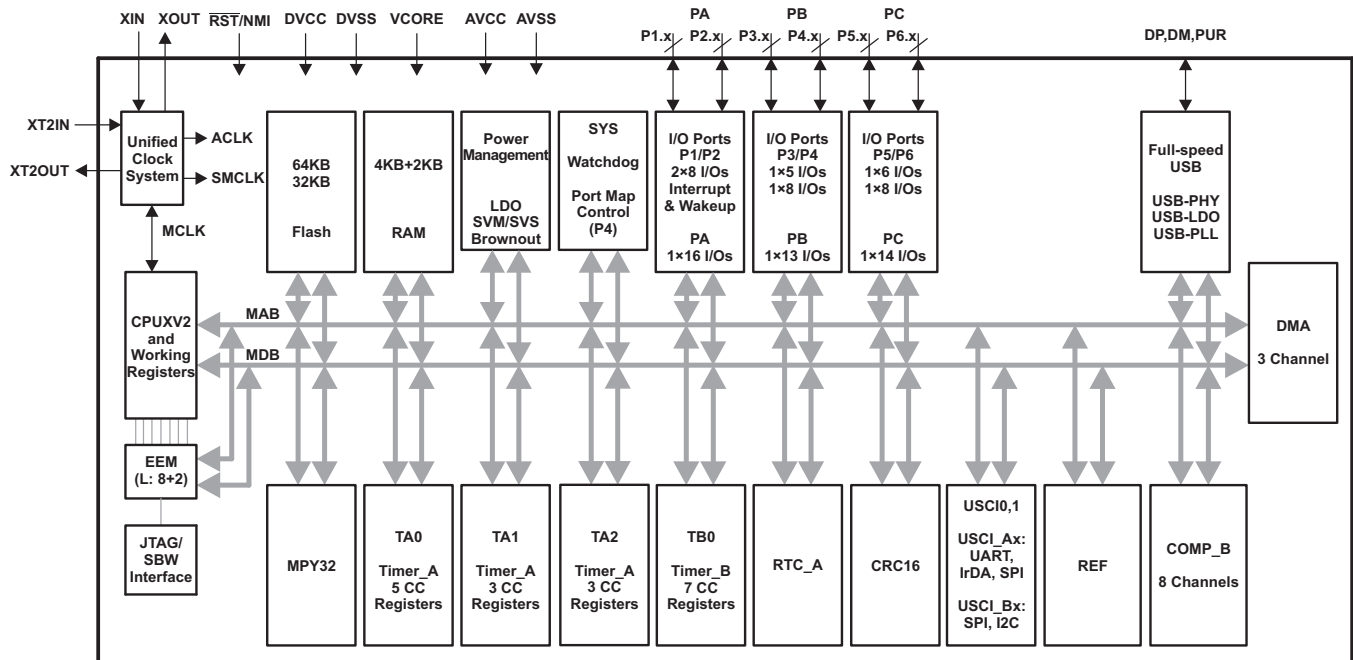 XIN
XOUT
RST/NMI
DVCC
DVSS
VCORE
AVCC
AVSS
PA
P1.x
P2.x
PB
P3.x
P4.x
PC
P5.x
P6.x
DP,DM,PUR
XT2IN
XT2OUT
Unified
Clock
System
ACLK
SMCLK
MCLK
64KB
32KB
Flash
4KB+2KB
RAM
Power
Management
LDO
SVM/SVS
Brownout
SYS
Watchdog
Port Map
Control
(P4)
I/O Ports
P1/P2
2×8 I/Os
Interrupt
& Wakeup
PA
1×16 I/Os
I/O Ports
P3/P4
1×5 I/Os
1×8 I/Os
PB
1×13 I/Os
I/O Ports
P5/P6
1×6 I/Os
1×8 I/Os
PC
1×14 I/Os
Full-speed
USB
USB-PHY
USB-LDO
USB-PLL
CPUXV2
and
Working
Registers
MAB
MDB
DMA
3 Channel
EEM
(L: 8+2)
JTAG/
SBW
Interface
MPY32
TA0
Timer_A
5 CC
Registers
TA1
Timer_A
3 CC
Registers
TA2
Timer_A
3 CC
Registers
TB0
Timer_B
7 CC
Registers
RTC_A
CRC16
USCI0,1
USCI_Ax:
UART,
IrDA, SPI
USCI_Bx:
SPI, I2C
REF
COMP_B
8 Channels